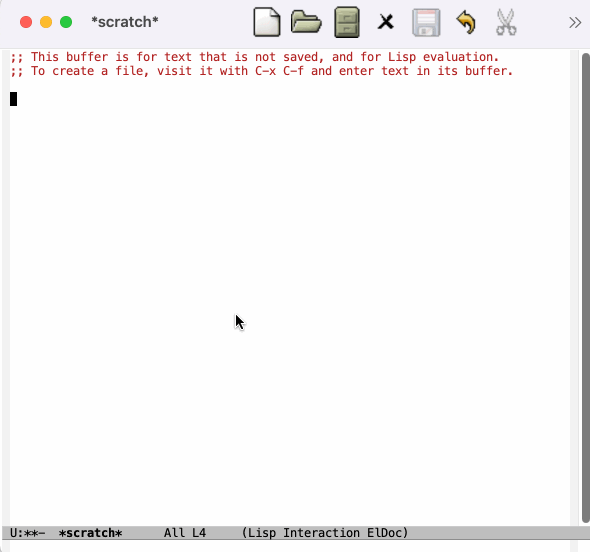 *scratch*
;; This buffer is for text that is not saved, and for Lisp evaluation.
;; To create a file, visit it with C-x C-f and enter text in its buffer.
U:**-  *scratch*      All L4     (Lisp Interaction ElDoc)